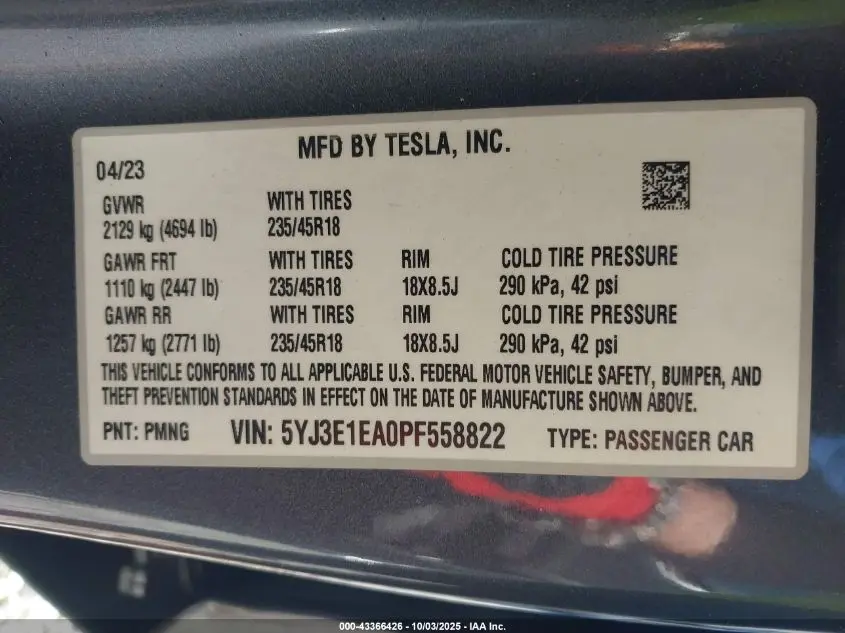 MFD BY TESLA, INC.
04/23
GVWR WITH TIRES
2129 kg (4694 lb) 235/45R18
GAWR FRT WITH TIRES RIM COLD TIRE PRESSURE
1110 kg (2447 lb) 235/45R18 18X8.5J 290 kPa, 42 psi
GAWR RR WITH TIRES RIM COLD TIRE PRESSURE
1257 kg (2771 lb) 235/45R18 18X8.5J 290 kPa, 42 psi
THIS VEHICLE CONFORMS TO ALL APPLICABLE U.S. FEDERAL MOTOR VEHICLE SAFETY, BUMPER, AND
THEFT PREVENTION STANDARDS IN EFFECT ON THE DATE OF MANUFACTURE SHOWN ABOVE.
PNT: PMNG VIN: 5YJ3E1EA0PF558822 TYPE: PASSENGER CAR
000-43366426 - 10/03/2025 - IAA Inc.